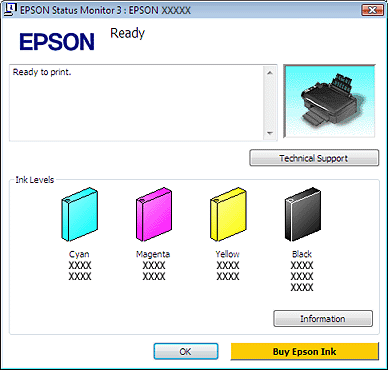 EPSON Status Monitor 3 : EPSON XXXXX
EPSON
Ready
Ready to print.
Technical Support
Ink Levels
Cyan Magenta Yellow Black
XXXX XXXX XXXX XXXX
XXXX XXXX XXXX XXXX
XXXX
Information
OK
Buy Epson Ink